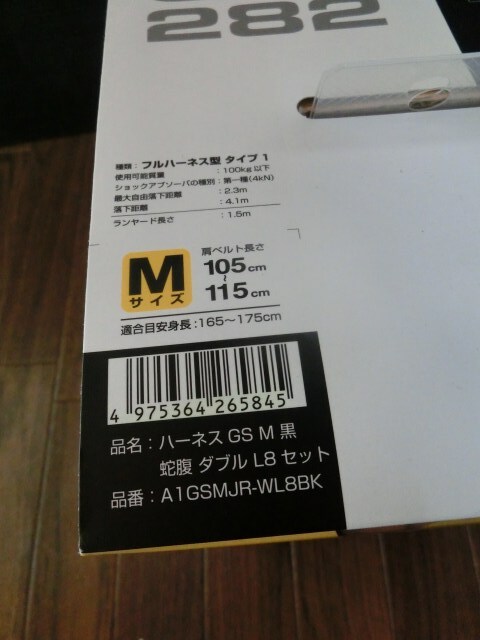 282
種類：フルハーネス型 タイプ 1
使用可能質量：100kg 以下
ショックアブソーバの種別：第一種(4kN)
最大自由落下距離：2.3m
落下距離：4.1m
ランヤード長さ：1.5m
M
サイズ
肩ベルト長さ
105cm
~
115cm
適合目安身長：165～175cm
4 975364 265845
品名：ハーネス GS M 黒
蛇腹 ダブル L8 セット
品番：A1GSMJR-WL8BK